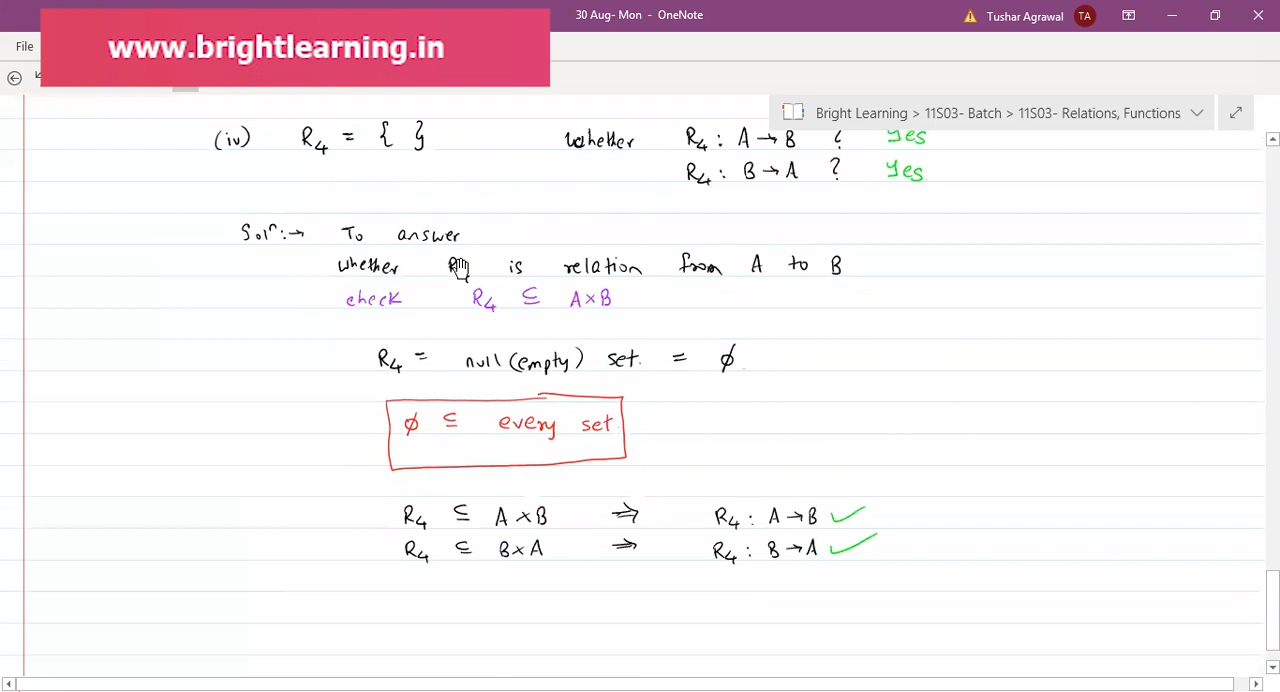 30 Aug- Mon - OneNote
Tushar Agrawal TA
File
www.brightlearning.in
Bright Learning > 11S03- Batch > 11S03- Relations, Functions
(iv) R₄ = { } whether R₄ : A → B ? Yes
R₄ : B → A ? Yes.
Solⁿ:→ To answer
whether R₄ is relation from A to B
check R₄ ⊆ A×B
R₄ = null (empty) set. = ϕ.
ϕ ⊆ every set
R₄ ⊆ A × B ⇒ R₄ : A → B ✓
R₄ ⊆ B×A ⇒ R₄ : B → A ✓